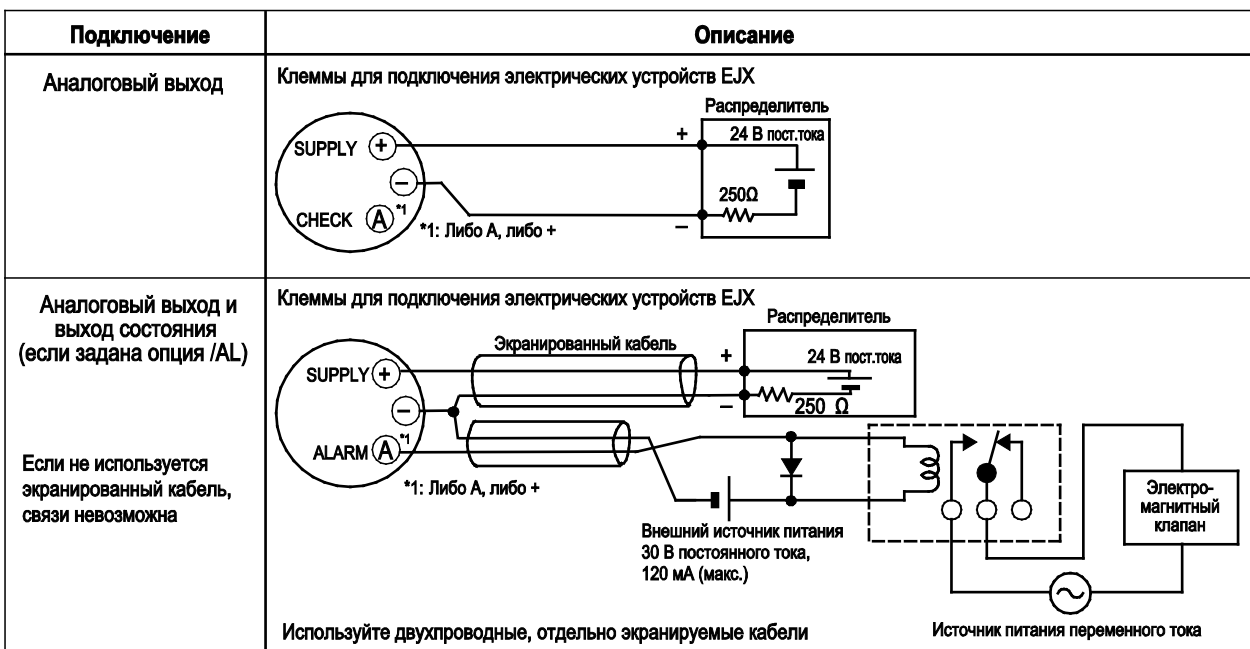 Подключение
Описание
Аналоговый выход
Клеммы для подключения электрических устройств EJX
Распределитель
SUPPLY +
+
24 В пост.тока
–
250Ω
CHECK A *1
*1: Либо А, либо +
–
Аналоговый выход и
выход состояния
(если задана опция /AL)
Если не используется
экранированный кабель,
связи невозможна
Клеммы для подключения электрических устройств EJX
Распределитель
Экранированный кабель
+
24 В пост.тока
SUPPLY +
–
250 Ω
–
ALARM A *1
*1: Либо А, либо +
Внешний источник питания
30 В постоянного тока,
120 мА (макс.)
Электро-
магнитный
клапан
Источник питания переменного тока
Используйте двухпроводные, отдельно экранируемые кабели